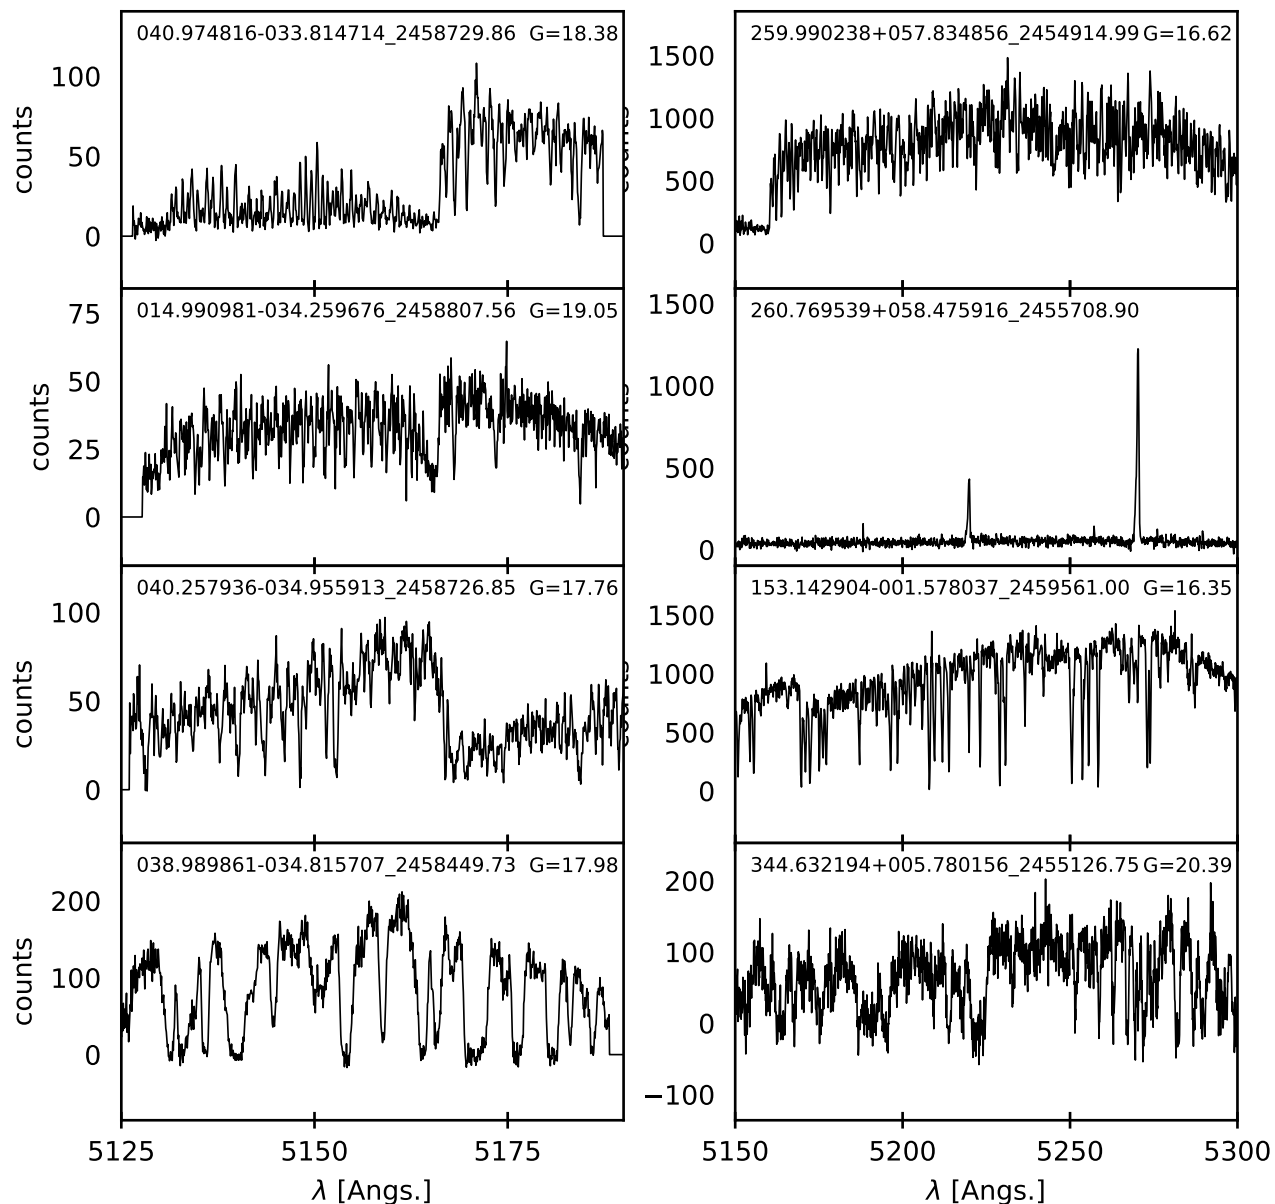 040.974816-033.814714_2458729.86 G=18.38
100
50
0
counts
014.990981-034.259676_2458807.56 G=19.05
75
50
25
0
counts
040.257936-034.955913_2458726.85 G=17.76
100
50
0
counts
038.989861-034.815707_2458449.73 G=17.98
200
100
0
counts
5125 5150 5175
λ [Angs.]
259.990238+057.834856_2454914.99 G=16.62
1500
1000
500
0
counts
260.769539+058.475916_2455708.90
1500
1000
500
0
counts
153.142904-001.578037_2459561.00 G=16.35
1500
1000
500
0
counts
344.632194+005.780156_2455126.75 G=20.39
200
100
0
−100
5150 5200 5250 5300
λ [Angs.]